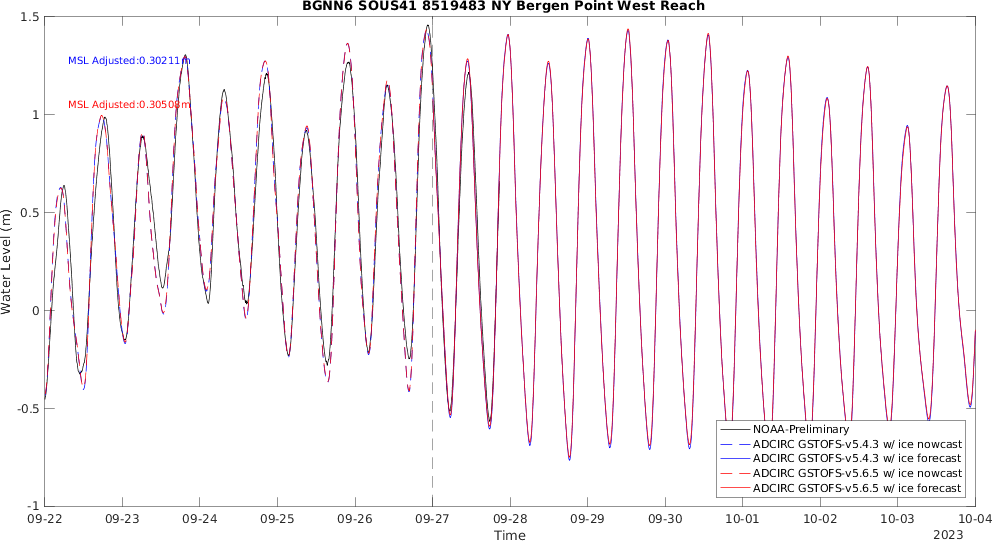 BGNN6 SOUS41 8519483 NY Bergen Point West Reach
1.5
1
0.5
0
-0.5
-1
Water Level (m)
MSL Adjusted:0.30211m
MSL Adjusted:0.30508m
NOAA-Preliminary
ADCIRC GSTOFS-v5.4.3 w/ ice nowcast
ADCIRC GSTOFS-v5.4.3 w/ ice forecast
ADCIRC GSTOFS-v5.6.5 w/ ice nowcast
ADCIRC GSTOFS-v5.6.5 w/ ice forecast
09-22 09-23 09-24 09-25 09-26 09-27 09-28 09-29 09-30 10-01 10-02 10-03 10-04
Time
2023